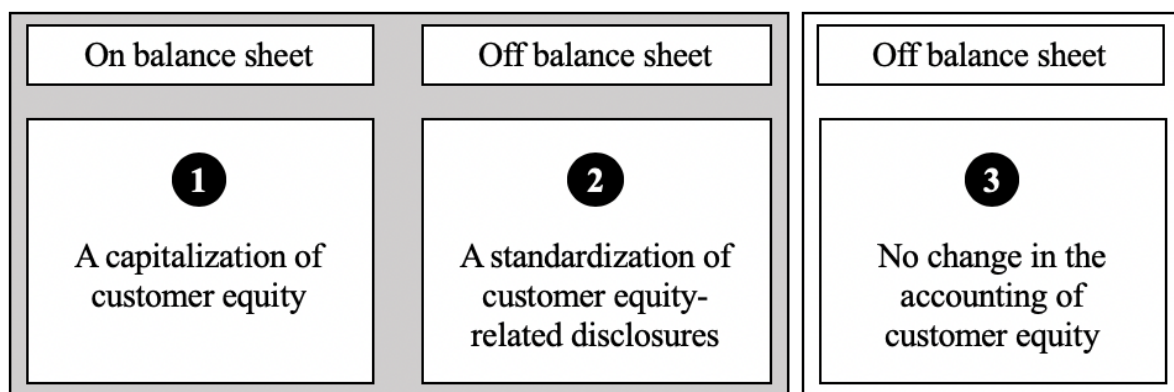 On balance sheet
Off balance sheet
Off balance sheet
1
A capitalization of
customer equity
2
A standardization of
customer equity-
related disclosures
3
No change in the
accounting of
customer equity